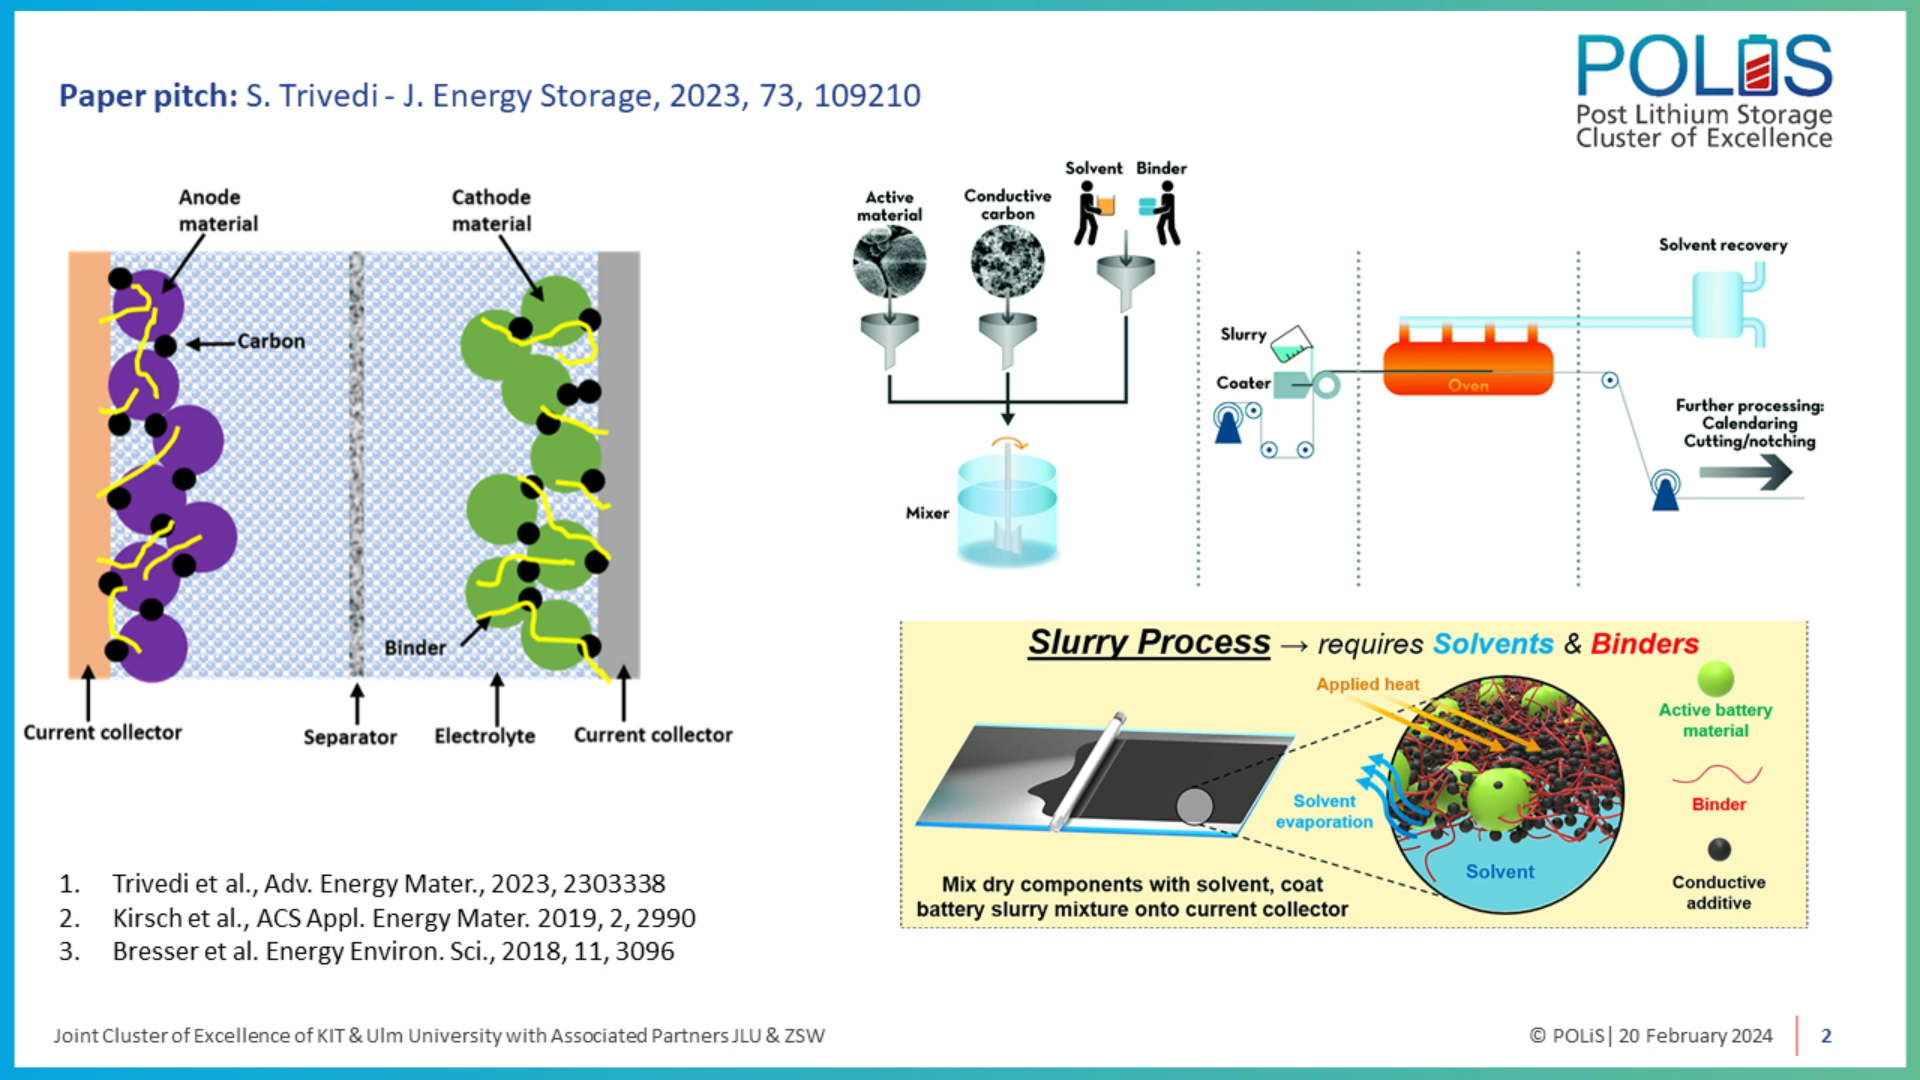 Paper pitch: S. Trivedi - J. Energy Storage, 2023, 73, 109210
POLiS
Post Lithium Storage
Cluster of Excellence
Anode
material
Cathode
material
Carbon
Binder
Current collector
Separator
Electrolyte
Current collector
Active
material
Conductive
carbon
Solvent
Binder
Mixer
Slurry
Coater
Oven
Solvent recovery
Further processing:
Calendaring
Cutting/notching
Slurry Process → requires Solvents & Binders
Applied heat
Solvent
evaporation
Solvent
Active battery
material
Binder
Conductive
additive
Mix dry components with solvent, coat
battery slurry mixture onto current collector
1. Trivedi et al., Adv. Energy Mater., 2023, 2303338
2. Kirsch et al., ACS Appl. Energy Mater. 2019, 2, 2990
3. Bresser et al. Energy Environ. Sci., 2018, 11, 3096
Joint Cluster of Excellence of KIT & Ulm University with Associated Partners JLU & ZSW
© POLiS| 20 February 2024
2